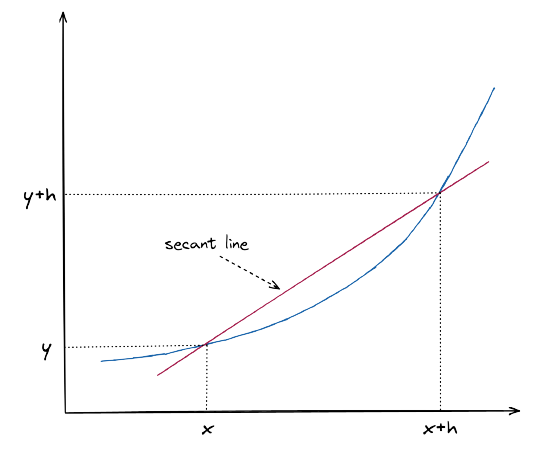 y+h
secant line
y
x
x+h